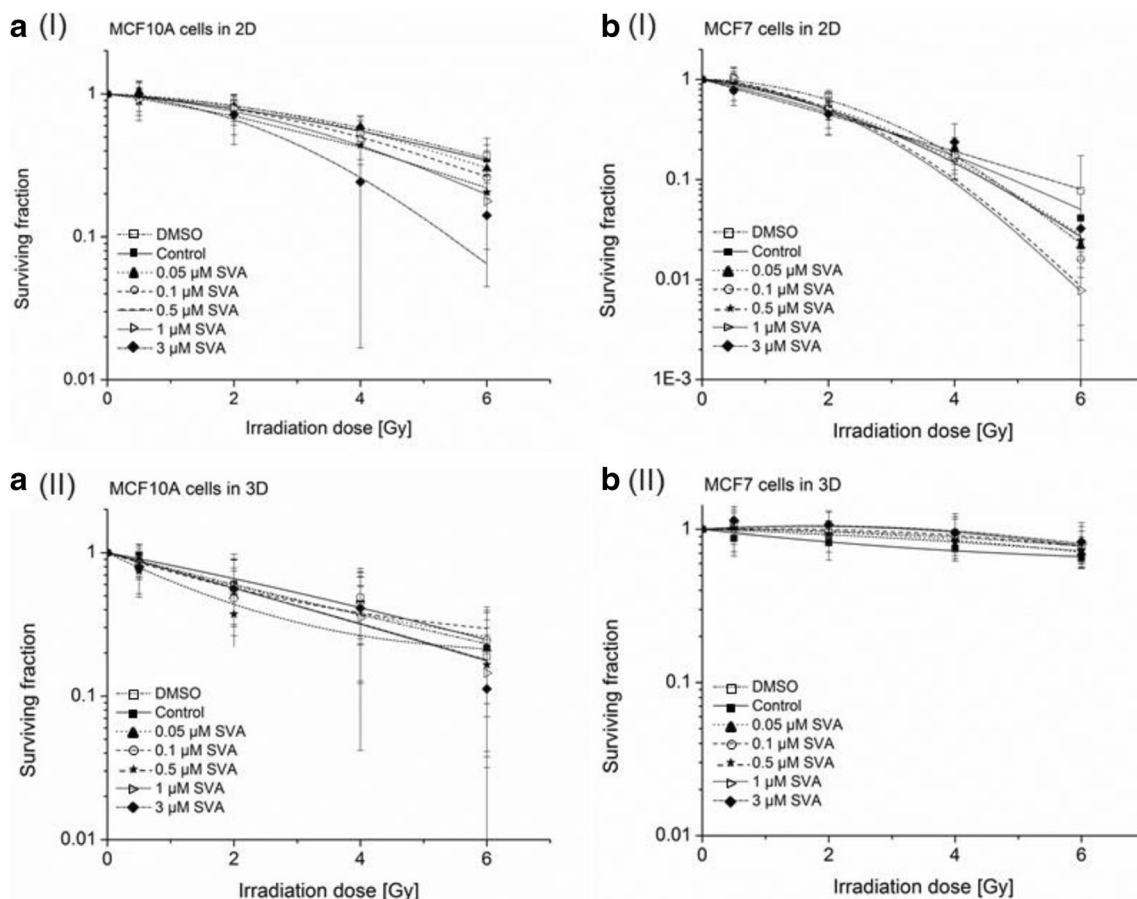 a (I) MCF10A cells in 2D
1
0.1
0.01
Surviving fraction
DMSO
Control
0.05 µM SVA
0.1 µM SVA
0.5 µM SVA
1 µM SVA
3 µM SVA
0 2 4 6
Irradiation dose [Gy]
b (I) MCF7 cells in 2D
1
0.1
0.01
1E-3
Surviving fraction
DMSO
Control
0.05 µM SVA
0.1 µM SVA
0.5 µM SVA
1 µM SVA
3 µM SVA
0 2 4 6
Irradiation dose [Gy]
a (II) MCF10A cells in 3D
1
0.1
0.01
Surviving fraction
DMSO
Control
0.05 µM SVA
0.1 µM SVA
0.5 µM SVA
1 µM SVA
3 µM SVA
0 2 4 6
Irradiation dose [Gy]
b (II) MCF7 cells in 3D
1
0.1
0.01
Surviving fraction
DMSO
Control
0.05 µM SVA
0.1 µM SVA
0.5 µM SVA
1 µM SVA
3 µM SVA
0 2 4 6
Irradiation dose [Gy]